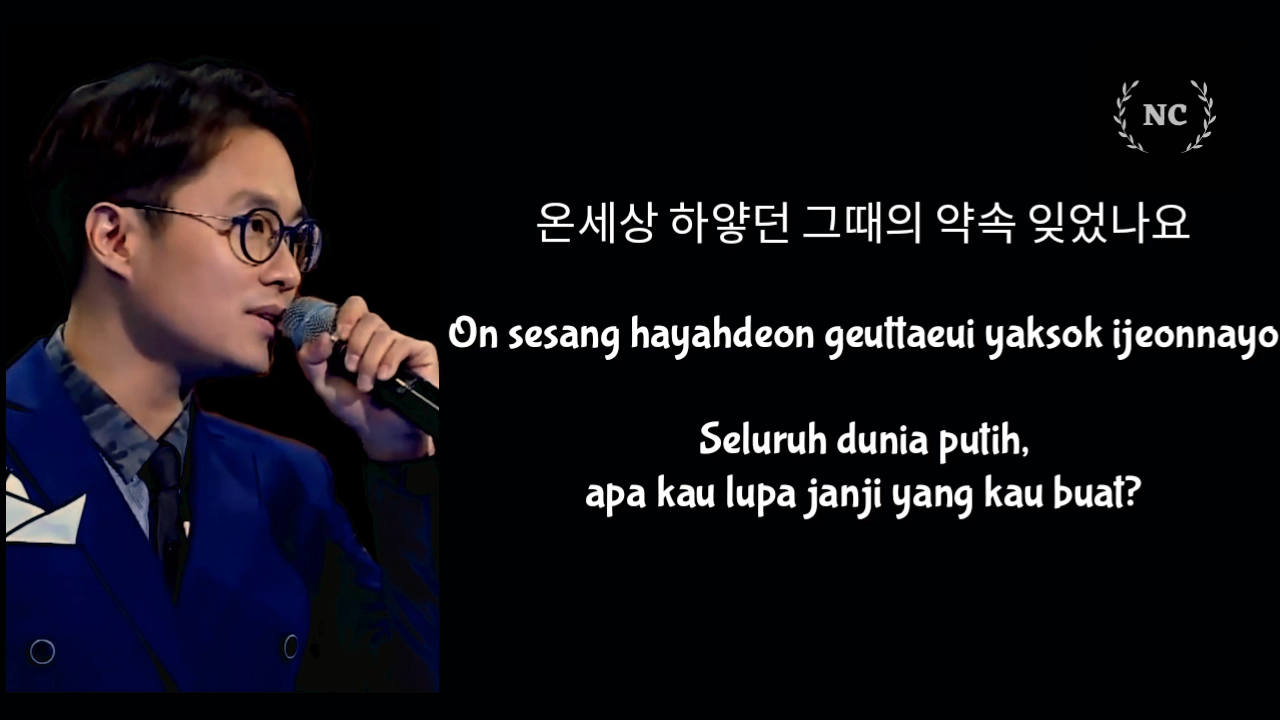 NC
온세상 하얗던 그때의 약속 잊었나요
On sesang hayahdeon geuttaeui yaksok ijeonnayo
Seluruh dunia putih,
apa kau lupa janji yang kau buat?